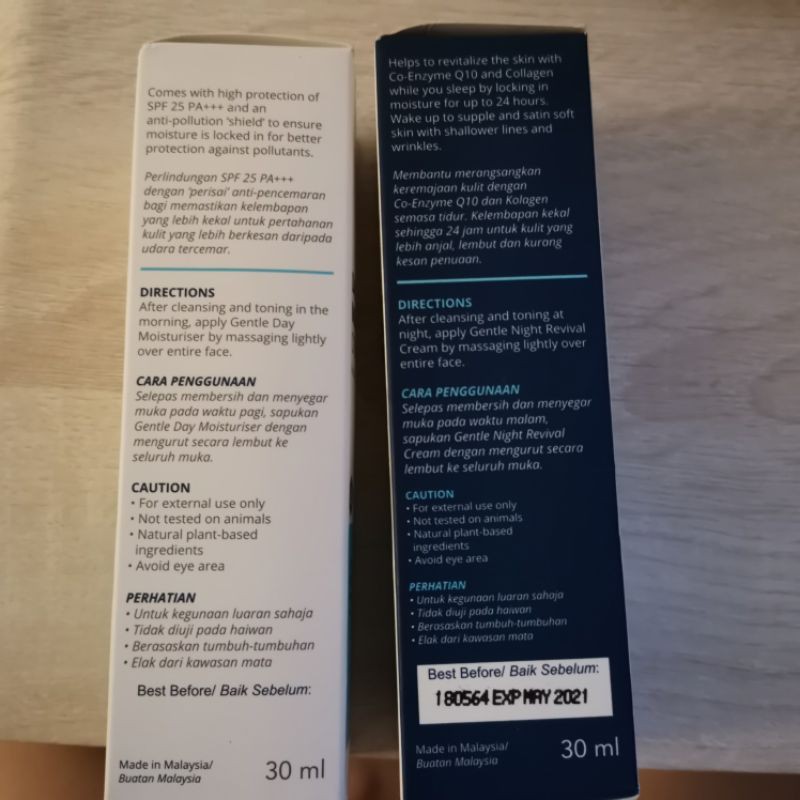 Comes with high protection of
SPF 25 PA+++ and an
anti-pollution 'shield' to ensure
moisture is locked in for better
protection against pollutants.
Perlindungan SPF 25 PA+++
dengan 'perisai' anti-pencemaran
bagi memastikan kelembapan
yang lebih kekal untuk pertahanan
kulit yang lebih berkesan daripada
udara tercemar.
DIRECTIONS
After cleansing and toning in the
morning, apply Gentle Day
Moisturiser by massaging lightly
over entire face.
CARA PENGGUNAAN
Selepas membersih dan menyegar
muka pada waktu pagi, sapukan
Gentle Day Moisturiser dengan
mengurut secara lembut ke
seluruh muka.
CAUTION
• For external use only
• Not tested on animals
• Natural plant-based
ingredients
• Avoid eye area
PERHATIAN
• Untuk kegunaan luaran sahaja
• Tidak diuji pada haiwan
• Berasaskan tumbuh-tumbuhan
• Elak dari kawasan mata
Best Before/ Baik Sebelum:
Made in Malaysia/
Buatan Malaysia
30 ml
Helps to revitalize the skin with
Co-Enzyme Q10 and Collagen
while you sleep by locking in
moisture for up to 24 hours.
Wake up to supple and satin soft
skin with shallower lines and
wrinkles.
Membantu merangsangkan
keremajaan kulit dengan
Co-Enzyme Q10 dan Kolagen
semasa tidur. Kelembapan kekal
sehingga 24 jam untuk kulit yang
lebih anjal, lembut dan kurang
kesan penuaan.
DIRECTIONS
After cleansing and toning at
night, apply Gentle Night Revival
Cream by massaging lightly over
entire face.
CARA PENGGUNAAN
Selepas membersih dan menyegar
muka pada waktu malam,
sapukan Gentle Night Revival
Cream dengan mengurut secara
lembut ke seluruh muka.
CAUTION
• For external use only
• Not tested on animals
• Natural plant-based
ingredients
• Avoid eye area
PERHATIAN
• Untuk kegunaan luaran sahaja
• Tidak diuji pada haiwan
• Berasaskan tumbuh-tumbuhan
• Elak dari kawasan mata
Best Before/ Baik Sebelum:
180564 EXP MAY 2021
Made in Malaysia/
Buatan Malaysia
30 ml